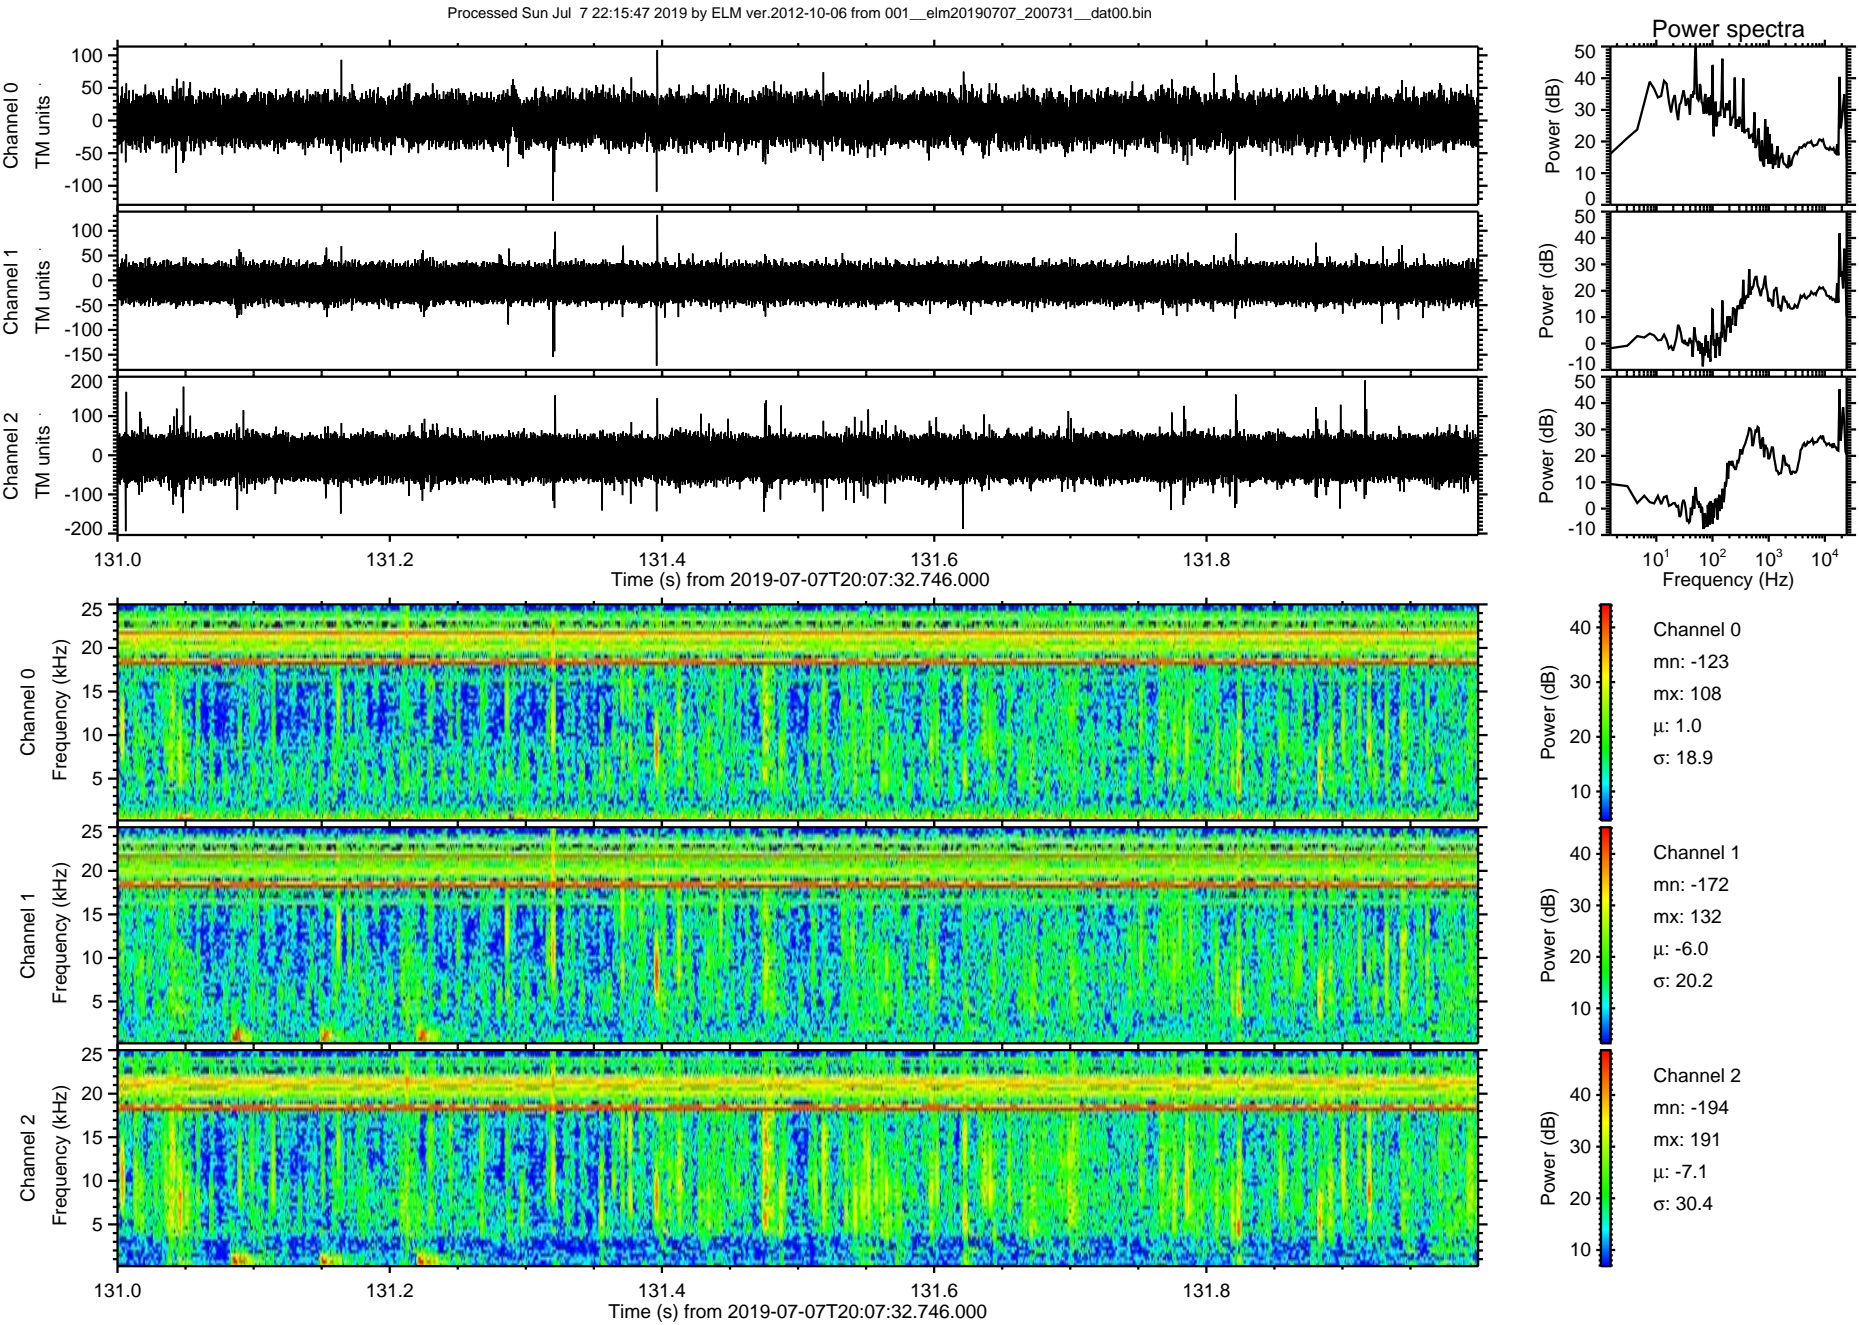 Processed Sun Jul  7 22:15:47 2019 by ELM ver.2012-10-06 from 001__elm20190707_200731__dat00.bin
Power spectra
Channel 0
TM units
100
50
0
-50
-100
Power (dB)
50
40
30
20
10
0
Channel 1
TM units
100
50
0
-50
-100
-150
Power (dB)
50
40
30
20
10
0
-10
Channel 2
TM units
200
100
0
-100
-200
Power (dB)
50
40
30
20
10
0
-10
131.0 131.2 131.4 131.6 131.8
Time (s) from 2019-07-07T20:07:32.746.000
10^1 10^2 10^3 10^4
Frequency (Hz)
Channel 0
Frequency (kHz)
25
20
15
10
5
Power (dB)
40
30
20
10
Channel 0
mn: -123
mx: 108
μ: 1.0
σ: 18.9
Channel 1
Frequency (kHz)
25
20
15
10
5
Power (dB)
40
30
20
10
Channel 1
mn: -172
mx: 132
μ: -6.0
σ: 20.2
Channel 2
Frequency (kHz)
25
20
15
10
5
Power (dB)
40
30
20
10
Channel 2
mn: -194
mx: 191
μ: -7.1
σ: 30.4
131.0 131.2 131.4 131.6 131.8
Time (s) from 2019-07-07T20:07:32.746.000